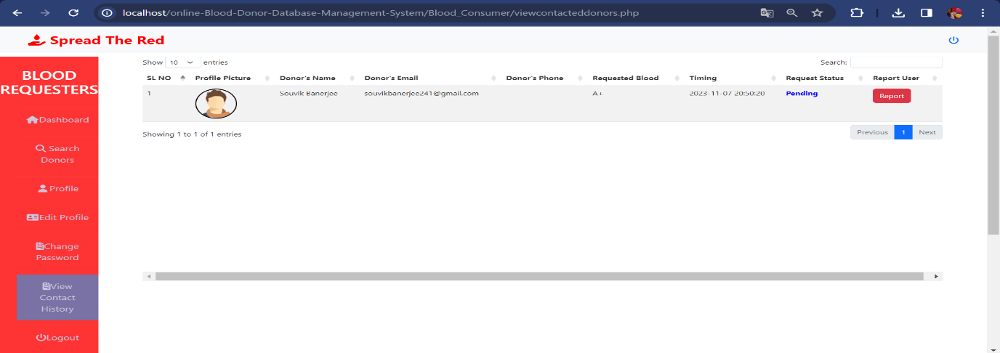 localhost/online-Blood-Donor-Database-Management-System/Blood_Consumer/viewcontacteddonors.php
Spread The Red
BLOOD
REQUESTERS
Dashboard
Search
Donors
Profile
Edit Profile
Change
Password
View
Contact
History
Logout
Show 10 entries
Search:
SL NO Profile Picture Donor's Name Donor's Email Donor's Phone Requested Blood Timing Request Status Report User
1 Souvik Banerjee souvikbanerjee241@gmail.com A+ 2023-11-07 20:50:20 Pending Report
Showing 1 to 1 of 1 entries
Previous 1 Next